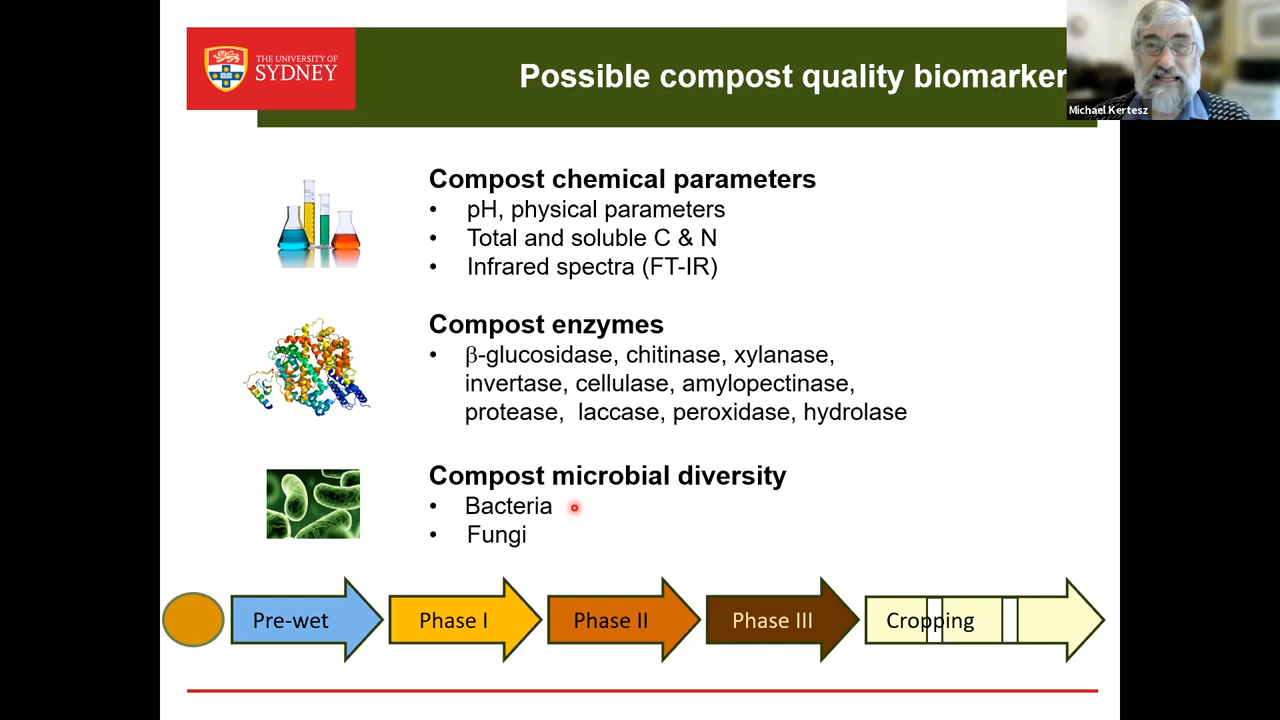 THE UNIVERSITY OF
SYDNEY
Possible compost quality biomarker
Michael Kertesz
Compost chemical parameters
• pH, physical parameters
• Total and soluble C & N
• Infrared spectra (FT-IR)
Compost enzymes
• β-glucosidase, chitinase, xylanase,
invertase, cellulase, amylopectinase,
protease, laccase, peroxidase, hydrolase
Compost microbial diversity
• Bacteria
• Fungi
Pre-wet
Phase I
Phase II
Phase III
Cropping